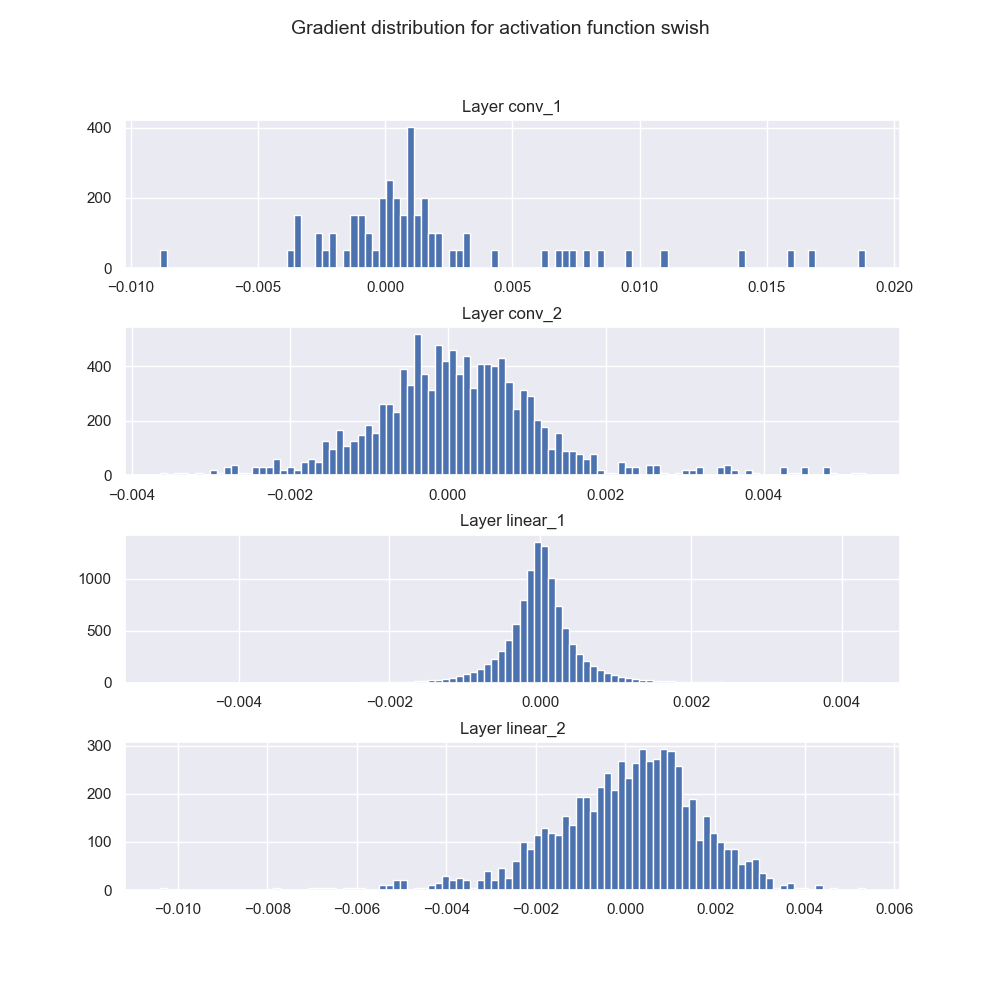 Gradient distribution for activation function swish
Layer conv_1
400
200
0
−0.010 −0.005 0.000 0.005 0.010 0.015 0.020
Layer conv_2
400
200
0
−0.004 −0.002 0.000 0.002 0.004
Layer linear_1
1000
500
0
−0.004 −0.002 0.000 0.002 0.004
Layer linear_2
300
200
100
0
−0.010 −0.008 −0.006 −0.004 −0.002 0.000 0.002 0.004 0.006